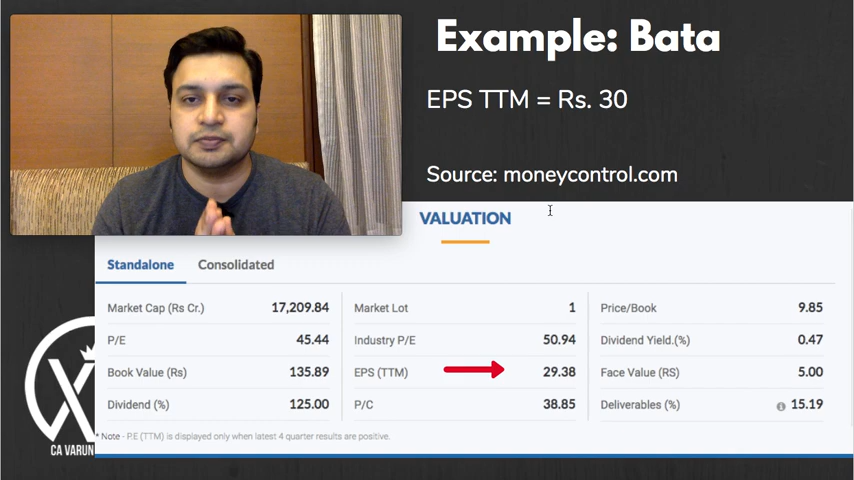 Example: Bata
EPS TTM = Rs. 30
Source: moneycontrol.com
VALUATION
Standalone Consolidated
Market Cap (Rs Cr.) 17,209.84 Market Lot 1 Price/Book 9.85
P/E 45.44 Industry P/E 50.94 Dividend Yield.(%) 0.47
Book Value (Rs) 135.89 EPS (TTM) 29.38 Face Value (RS) 5.00
Dividend (%) 125.00 P/C 38.85 Deliverables (%) 15.19
* Note - P.E (TTM) is displayed only when latest 4 quarter results are positive.
CA VARUN